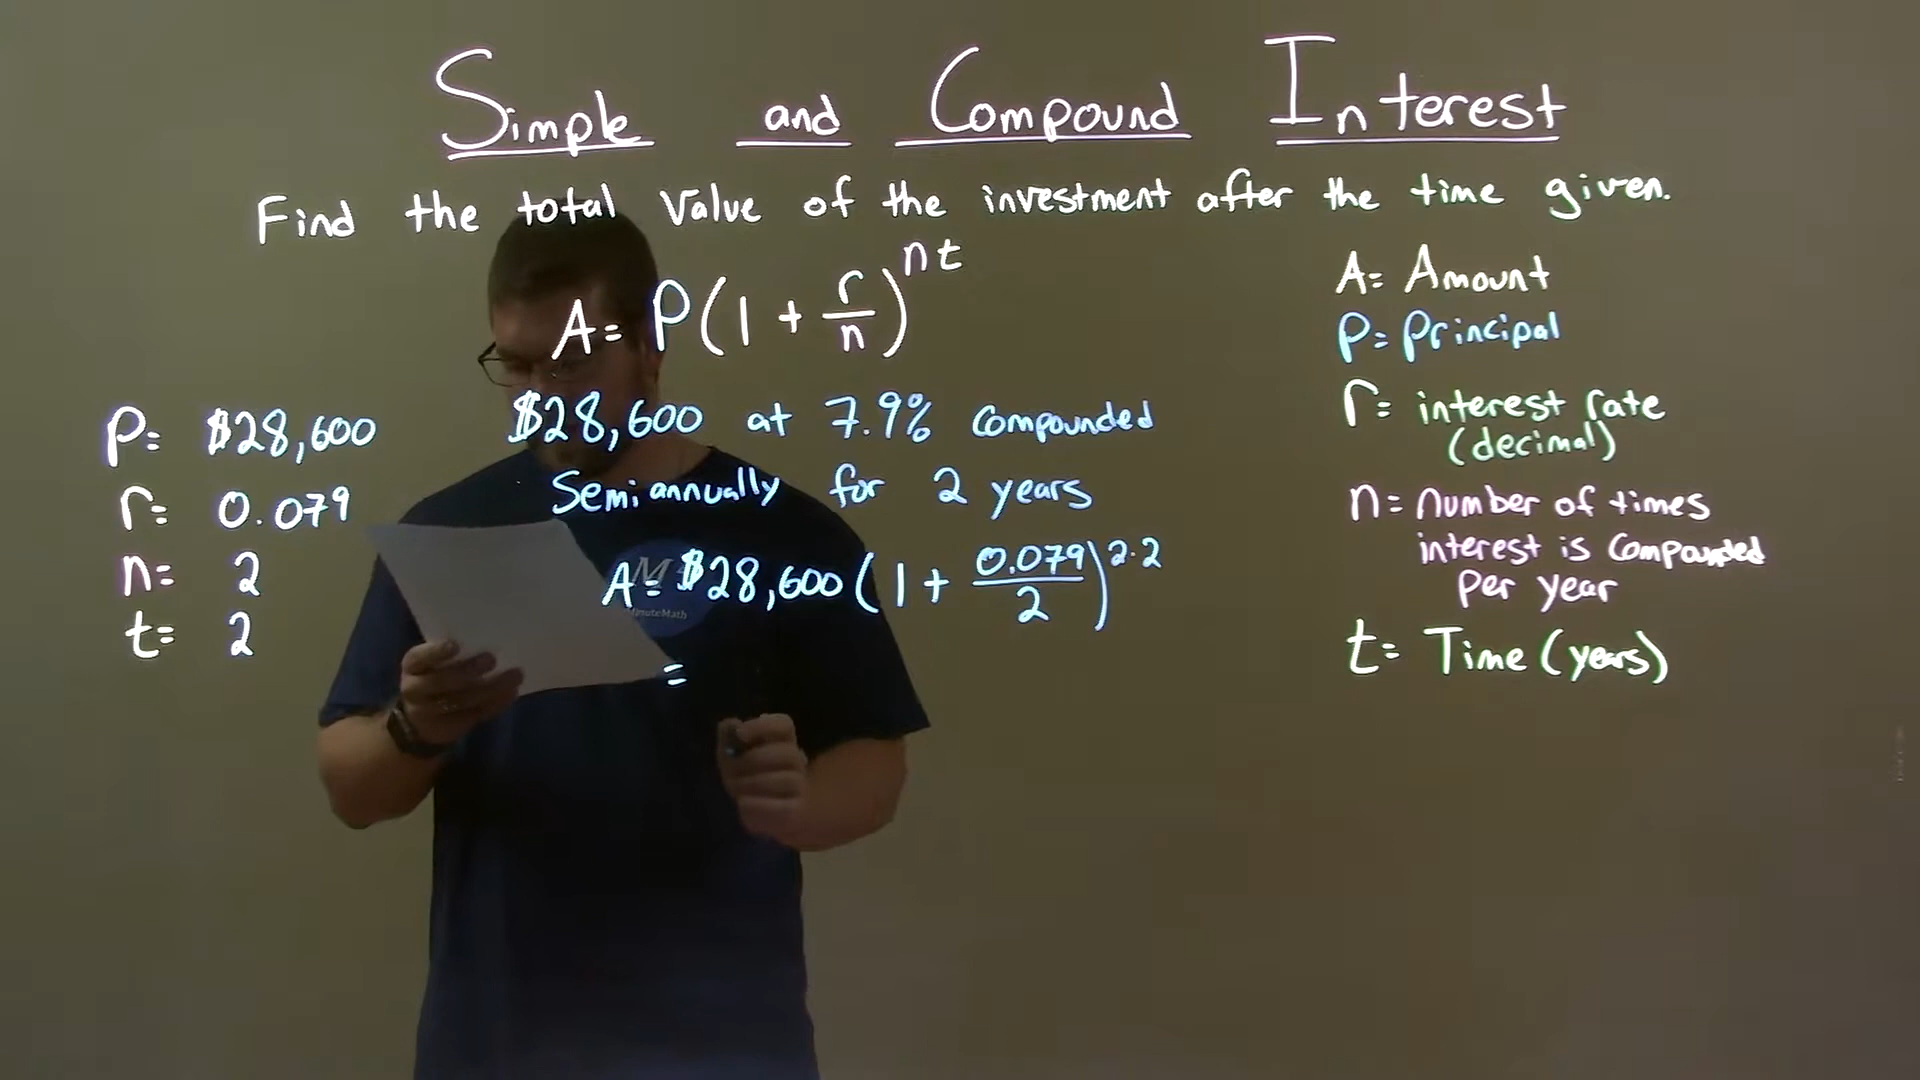 Simple and Compound Interest
Find the total Value of the investment after the time given.
A = P(1 + r/n)^nt
$28,600 at 7.9% compounded
Semiannually for 2 years
A = $28,600(1 + 0.079/2)^2·2
=
P = $28,600
r = 0.079
n = 2
t = 2
A = Amount
P = Principal
r = interest rate
(decimal)
n = number of times
interest is compounded
per year
t = Time (years)
MinuteMath